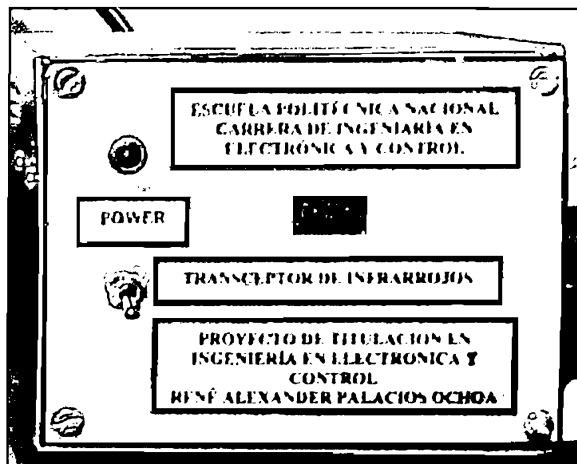 ESCUELA POLITÉCNICA NACIONAL
CARRERA DE INGENIARÍA EN
ELECTRÓNICA Y CONTROL
POWER
TRANSCEPTOR DE INFRARROJOS
PROYECTO DE TITULACIÓN EN
INGENIERÍA EN ELECTRONICA Y
CONTROL
RENÉ ALEXANDER PALACIOS OCHOA